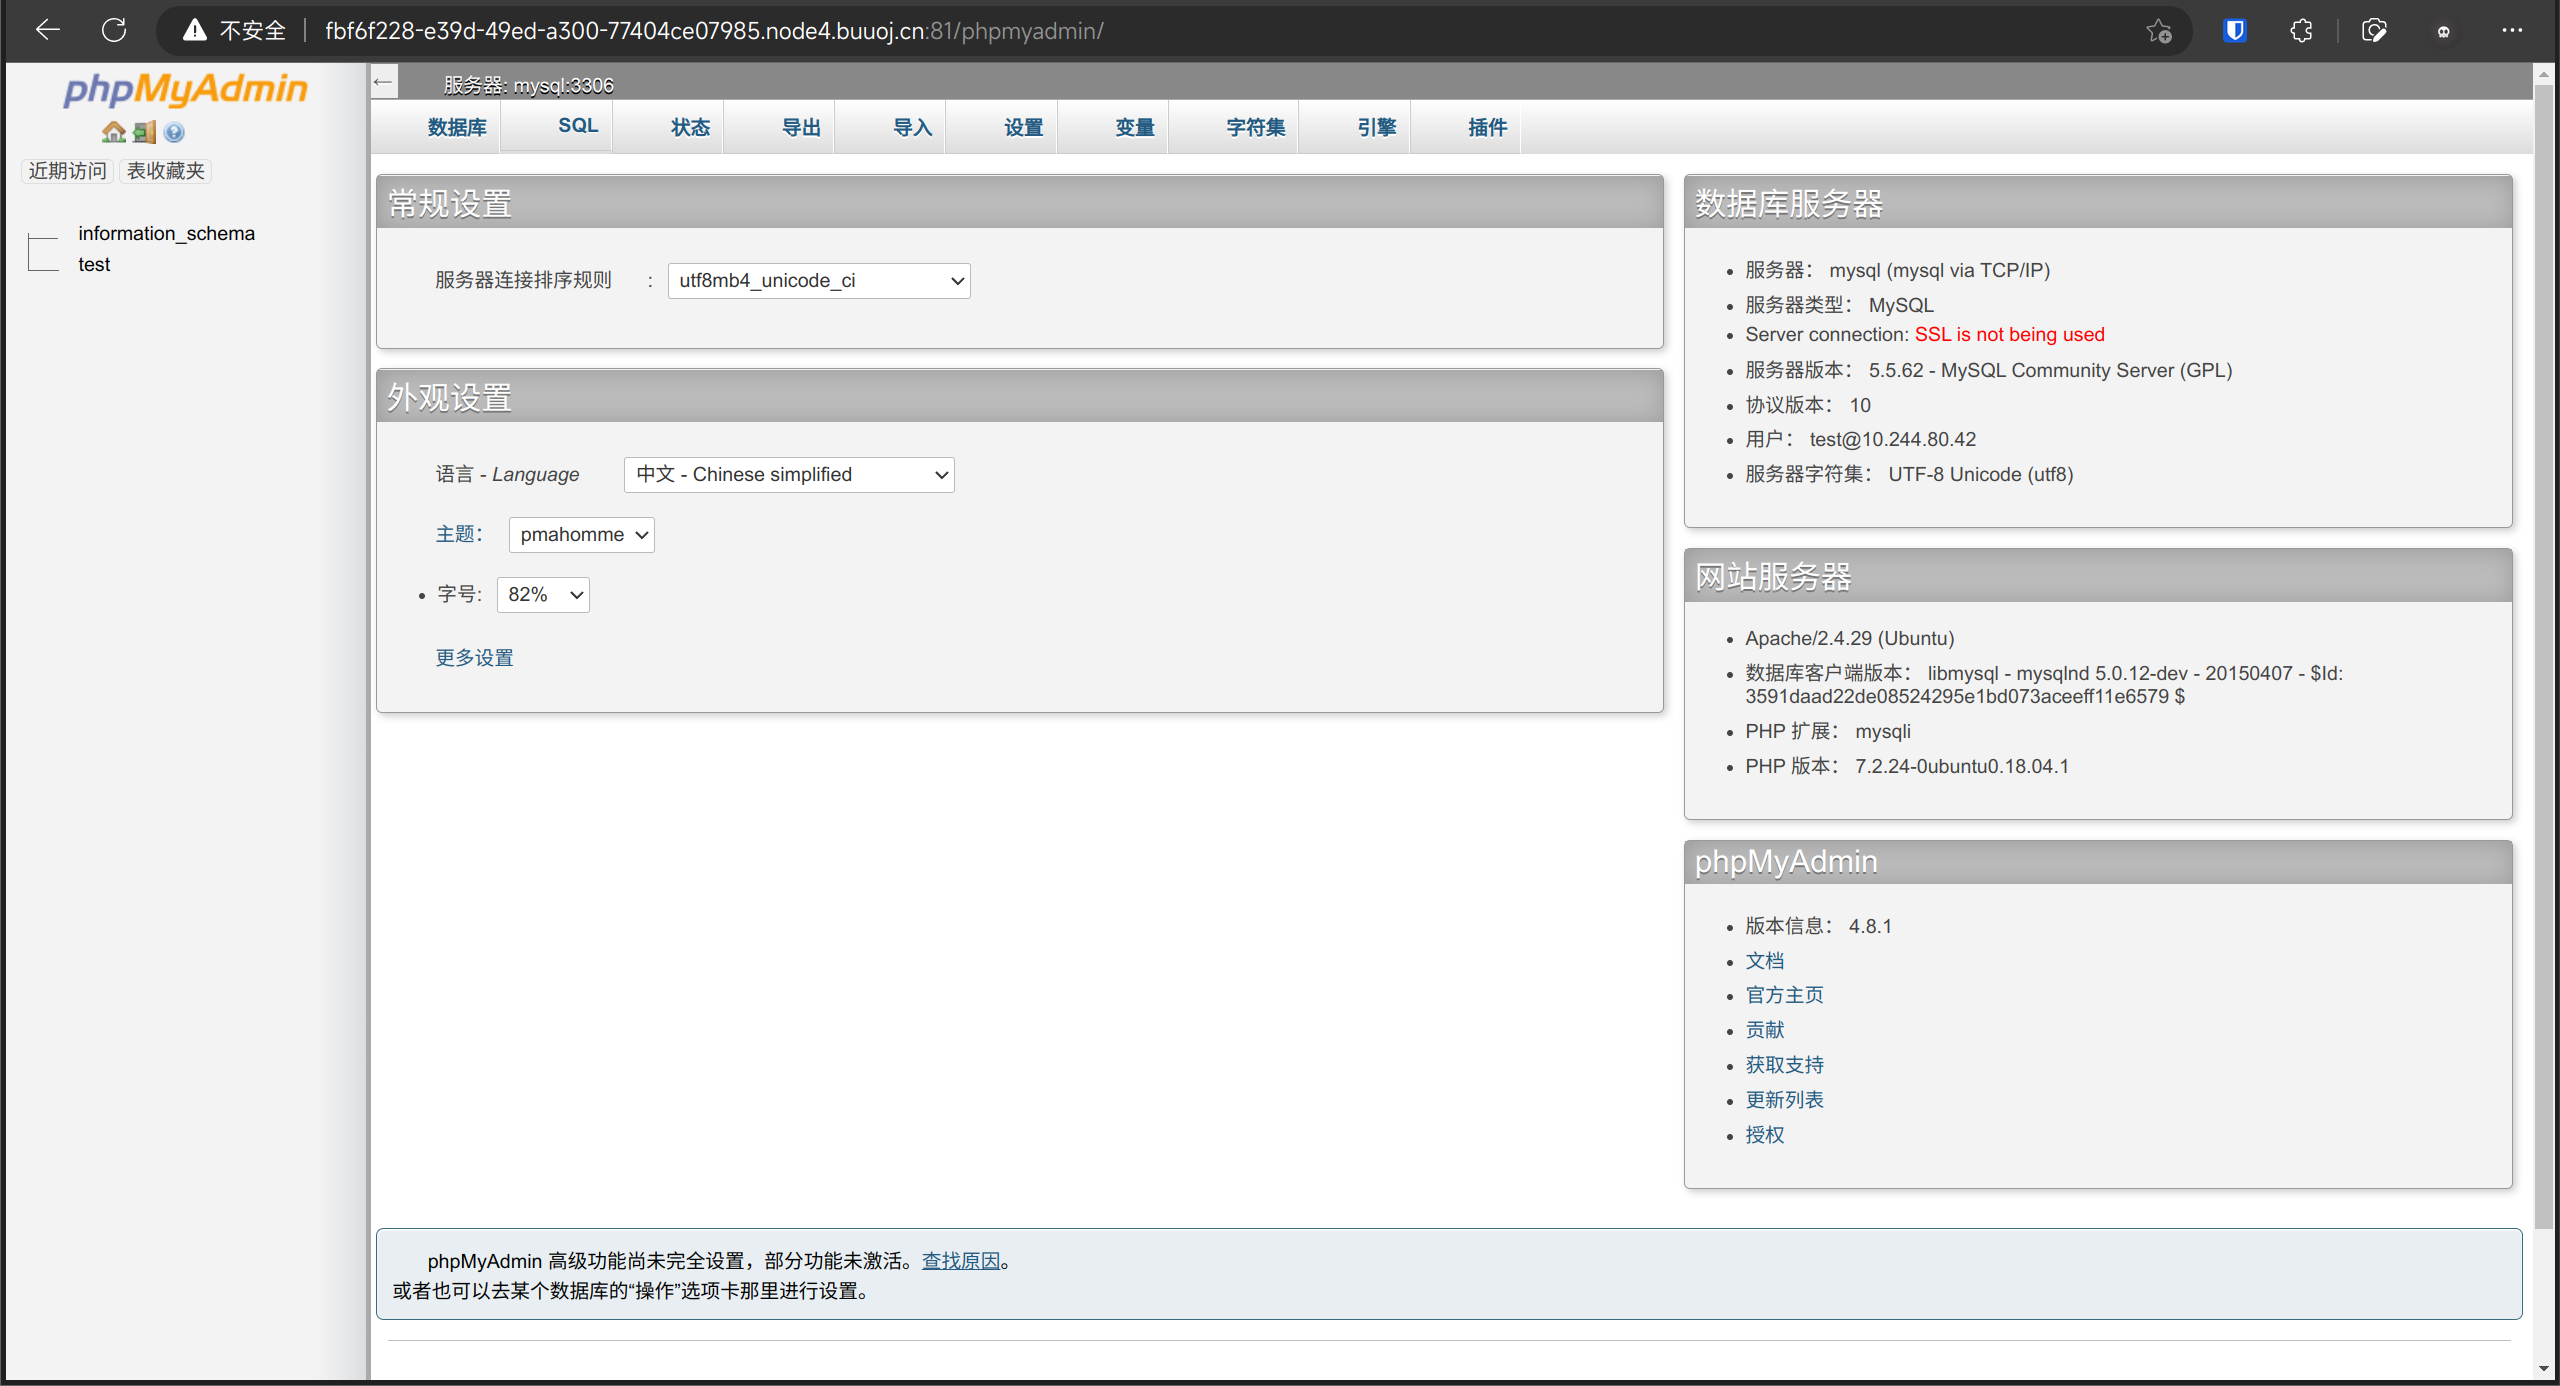 不安全
fbf6f228-e39d-49ed-a300-77404ce07985.node4.buuoj.cn:81/phpmyadmin/
phpMyAdmin
近期访问 表收藏夹
information_schema
test
服务器: mysql:3306
数据库 SQL 状态 导出 导入 设置 变量 字符集 引擎 插件
常规设置
服务器连接排序规则 : utf8mb4_unicode_ci
外观设置
语言 - Language 中文 - Chinese simplified
主题： pmahomme
字号: 82%
更多设置
数据库服务器
服务器： mysql (mysql via TCP/IP)
服务器类型： MySQL
Server connection: SSL is not being used
服务器版本： 5.5.62 - MySQL Community Server (GPL)
协议版本： 10
用户： test@10.244.80.42
服务器字符集： UTF-8 Unicode (utf8)
网站服务器
Apache/2.4.29 (Ubuntu)
数据库客户端版本： libmysql - mysqlnd 5.0.12-dev - 20150407 - $Id:
3591daad22de08524295e1bd073aceeff11e6579 $
PHP 扩展： mysqli
PHP 版本： 7.2.24-0ubuntu0.18.04.1
phpMyAdmin
版本信息： 4.8.1
文档
官方主页
贡献
获取支持
更新列表
授权
phpMyAdmin 高级功能尚未完全设置，部分功能未激活。查找原因。
或者也可以去某个数据库的“操作”选项卡那里进行设置。